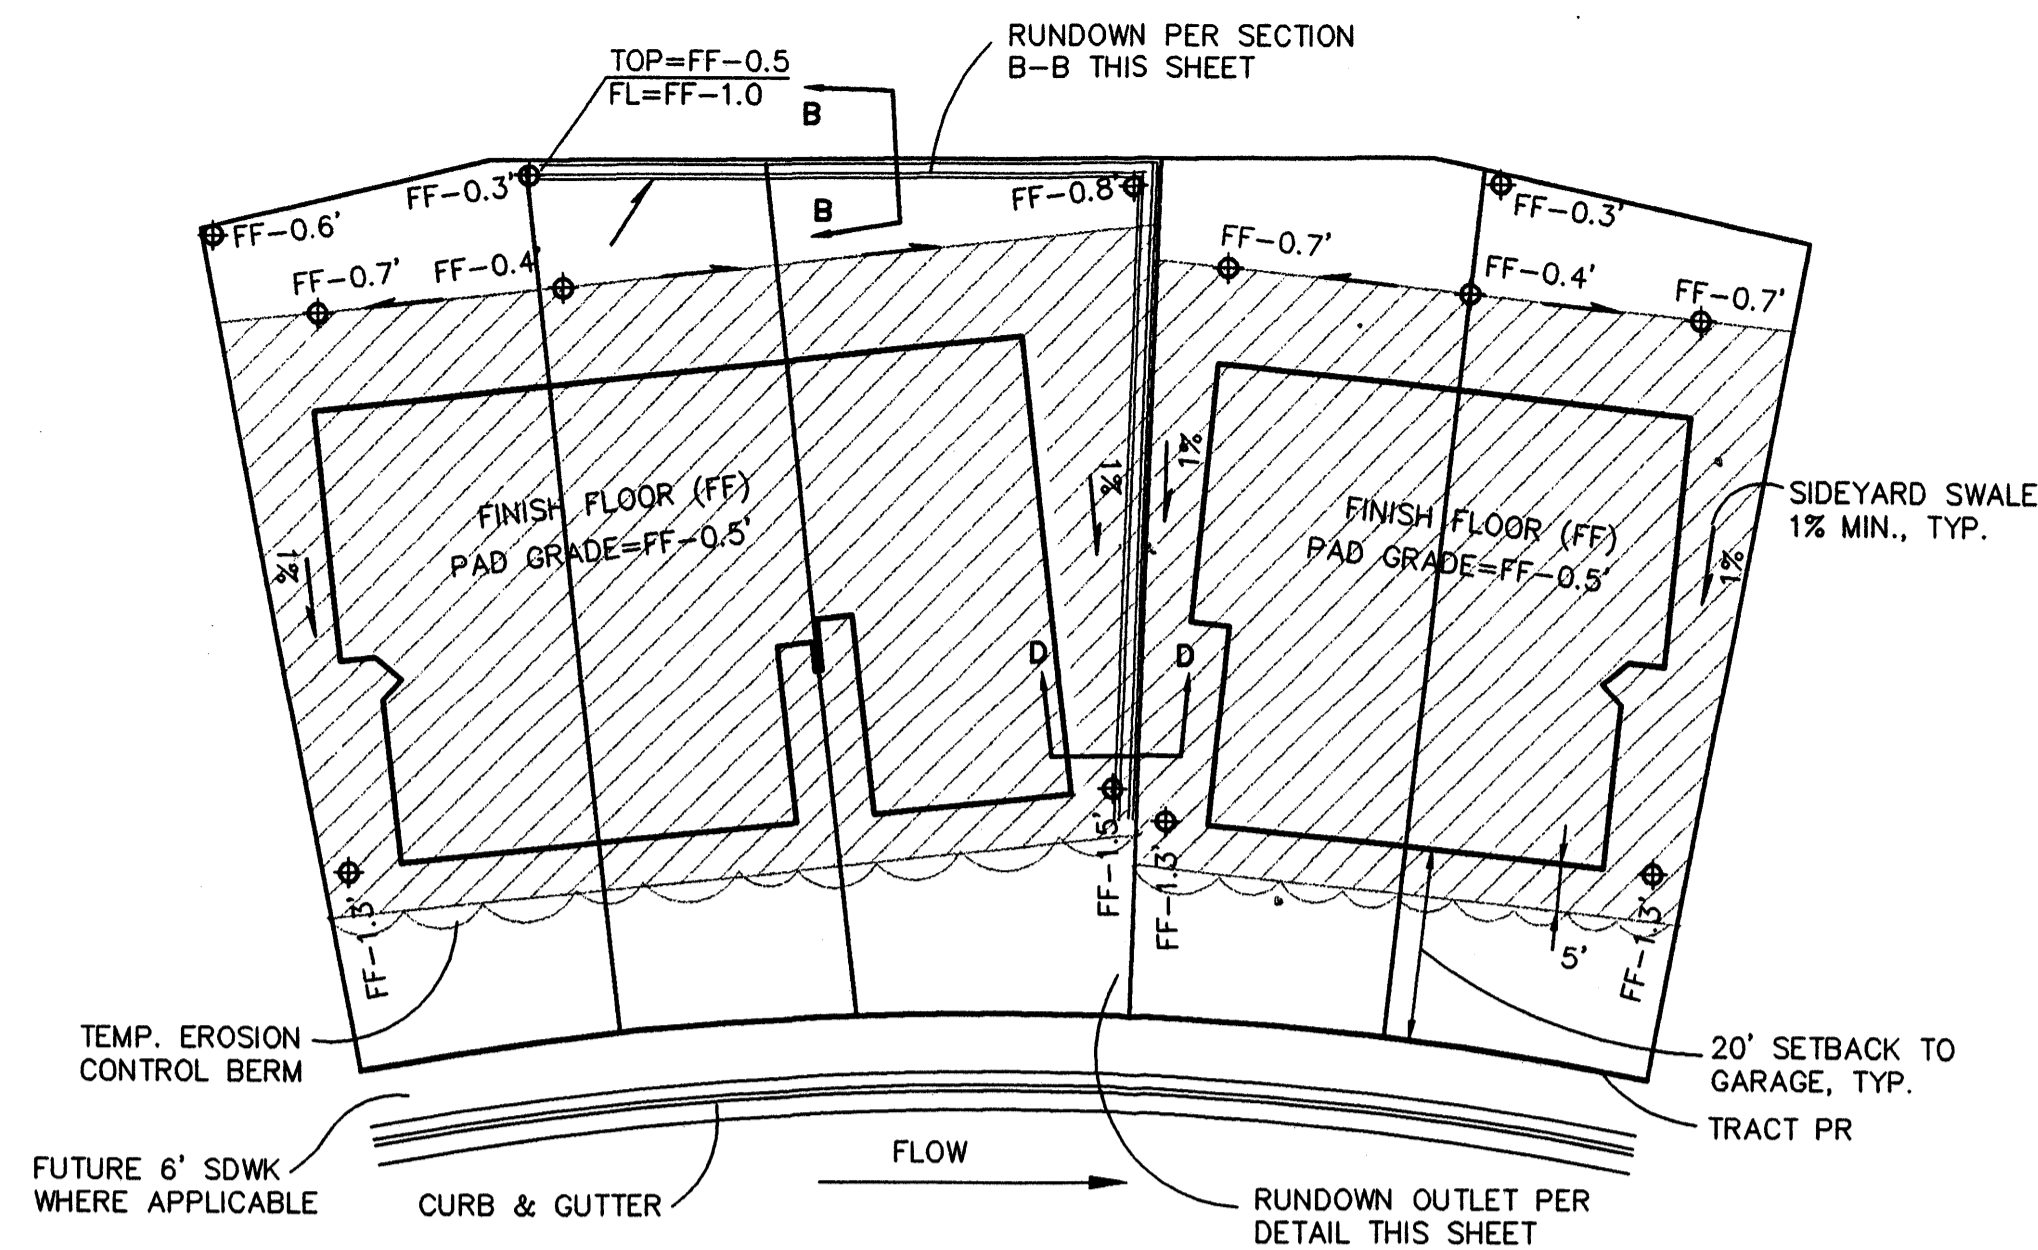 RUNDOWN PER SECTION
B-B THIS SHEET
TOP=FF-0.5
FL=FF-1.0
B
B
FF-0.3'
FF-0.8'
FF-0.6'
FF-0.3'
FF-0.7'
FF-0.4'
FF-0.7'
FF-0.4'
FF-0.7'
1%
1%
FINISH FLOOR (FF)
PAD GRADE=FF-0.5'
FINISH FLOOR (FF)
PAD GRADE=FF-0.5'
SIDEYARD SWALE
1% MIN., TYP.
1%
1%
D
D
FF-1.5'
FF-1.3'
FF-1.3'
FF-1.3'
5'
TEMP. EROSION
CONTROL BERM
20' SETBACK TO
GARAGE, TYP.
TRACT PR
FLOW
FUTURE 6' SDWK
WHERE APPLICABLE
CURB & GUTTER
RUNDOWN OUTLET PER
DETAIL THIS SHEET